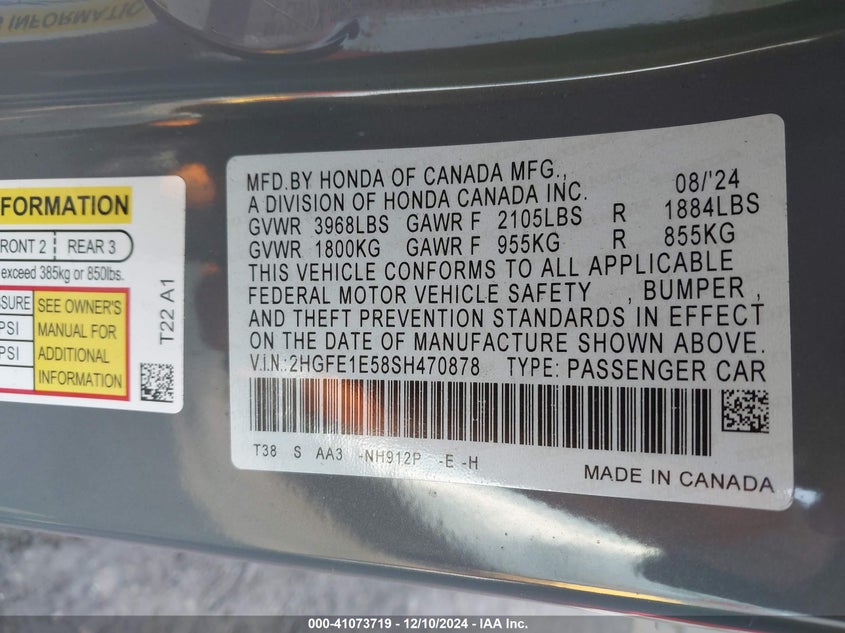 INFORMATION
FORMATION
FRONT 2 REAR 3
exceed 385kg or 850lbs.
SURE SEE OWNER'S
PSI MANUAL FOR
PSI ADDITIONAL
INFORMATION
T22 A1
MFD.BY HONDA OF CANADA MFG., 08/'24
A DIVISION OF HONDA CANADA INC.
GVWR 3968LBS GAWR F 2105LBS R 1884LBS
GVWR 1800KG GAWR F 955KG R 855KG
THIS VEHICLE CONFORMS TO ALL APPLICABLE
FEDERAL MOTOR VEHICLE SAFETY , BUMPER ,
AND THEFT PREVENTION STANDARDS IN EFFECT
ON THE DATE OF MANUFACTURE SHOWN ABOVE.
V.I.N.:2HGFE1E58SH470878 TYPE: PASSENGER CAR
T38 S AA3 -NH912P -E -H
MADE IN CANADA
000-41073719 - 12/10/2024 - IAA Inc.